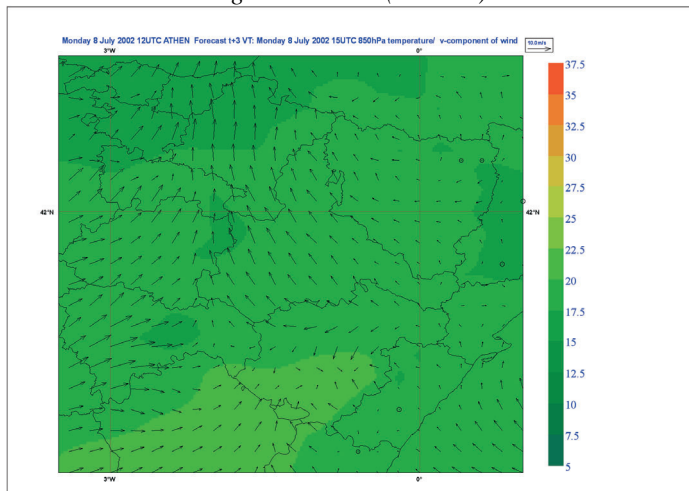 Monday 8 July 2002 12UTC ATHEN Forecast t+3 VT: Monday 8 July 2002 15UTC 850hPa temperature/ v-component of wind
10.0m/s
3°W 0°
37.5
35
32.5
30
27.5
25
42°N 42°N
22.5
20
17.5
15
12.5
10
7.5
5
3°W 0°